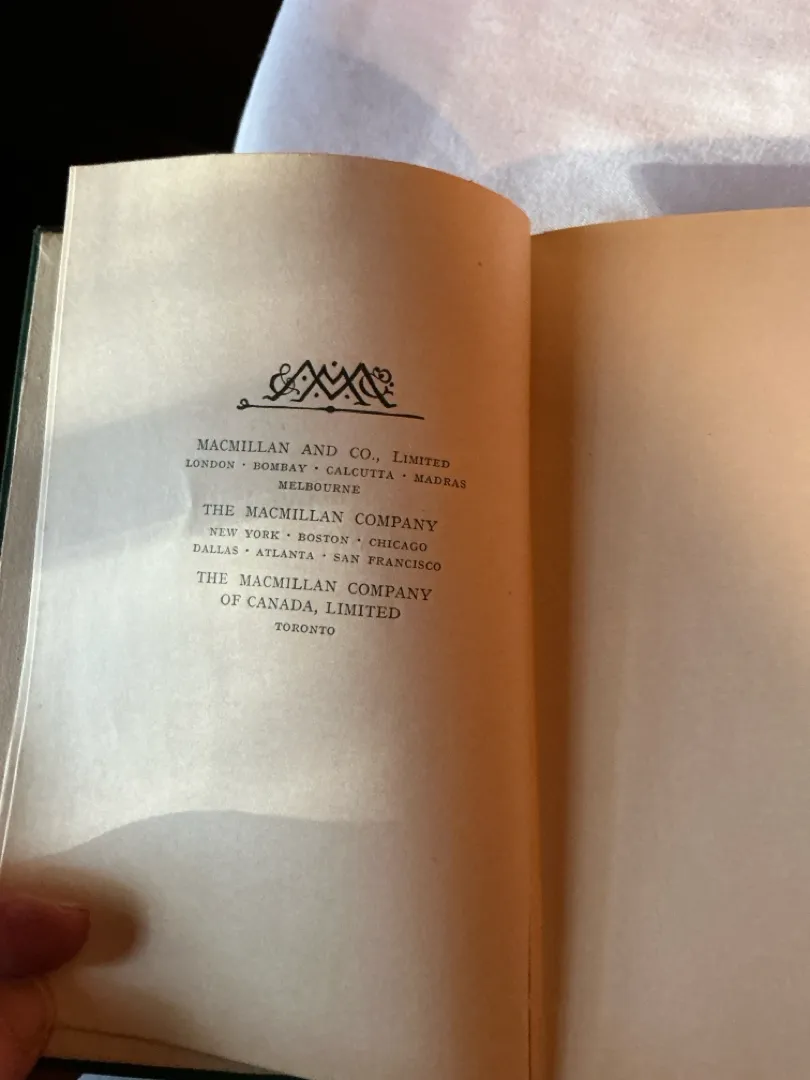 MACMILLAN AND CO., LIMITED
LONDON · BOMBAY · CALCUTTA · MADRAS
MELBOURNE
THE MACMILLAN COMPANY
NEW YORK · BOSTON · CHICAGO
DALLAS · ATLANTA · SAN FRANCISCO
THE MACMILLAN COMPANY
OF CANADA, LIMITED
TORONTO